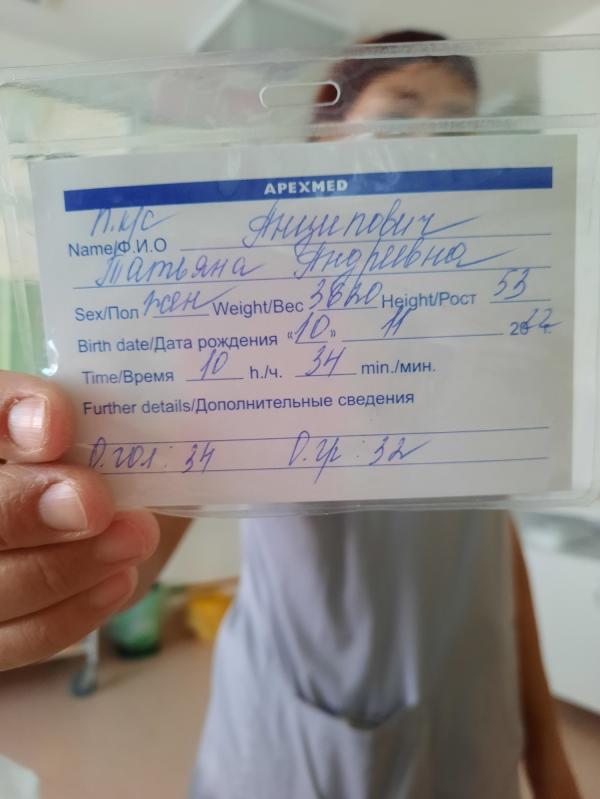 APEXMED
п.к/с
Name/Ф.И.О Анципович
Татьяна Андреевна
Sex/Пол жен Weight/Вес 3620 Height/Рост 53
Birth date/Дата рождения «10» 11 2022
Time/Время 10 h./ч. 34 min./мин.
Further details/Дополнительные сведения
О.гол: 34 О.гр: 32